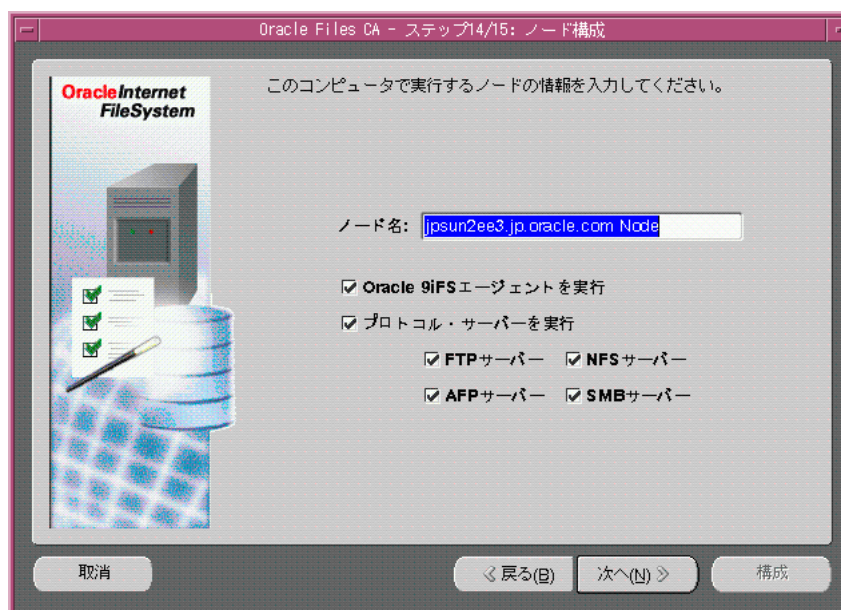 Oracle Files CA - ステップ14/15: ノード構成
OracleInternet
FileSystem
このコンピュータで実行するノードの情報を入力してください。
ノード名: jpsun2ee3.jp.oracle.com Node
Oracle 9iFSエージェントを実行
プロトコル・サーバーを実行
FTPサーバー NFSサーバー
AFPサーバー SMBサーバー
取消 戻る(B) 次へ(N) 構成